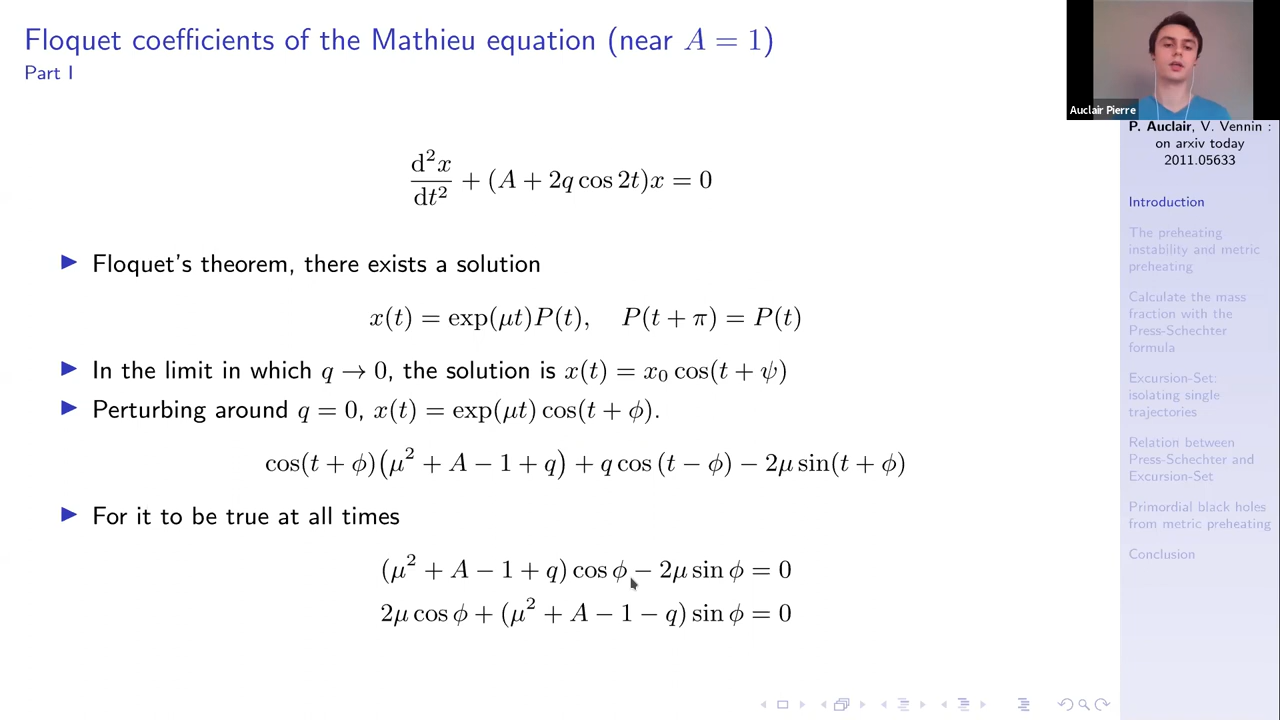 Floquet coefficients of the Mathieu equation (near A = 1)
Part I
d²x/dt² + (A + 2q cos 2t)x = 0
▶ Floquet's theorem, there exists a solution
x(t) = exp(μt)P(t), P(t + π) = P(t)
▶ In the limit in which q → 0, the solution is x(t) = x₀ cos(t + ψ)
▶ Perturbing around q = 0, x(t) = exp(μt) cos(t + ϕ).
cos(t + ϕ)(μ² + A − 1 + q) + q cos (t − ϕ) − 2μ sin(t + ϕ)
▶ For it to be true at all times
(μ² + A − 1 + q) cos ϕ − 2μ sin ϕ = 0
2μ cos ϕ + (μ² + A − 1 − q) sin ϕ = 0
Auclair Pierre
P. Auclair, V. Vennin :
on arxiv today
2011.05633
Introduction
The preheating
instability and metric
preheating
Calculate the mass
fraction with the
Press-Schechter
formula
Excursion-Set:
isolating single
trajectories
Relation between
Press-Schechter and
Excursion-Set
Primordial black holes
from metric preheating
Conclusion